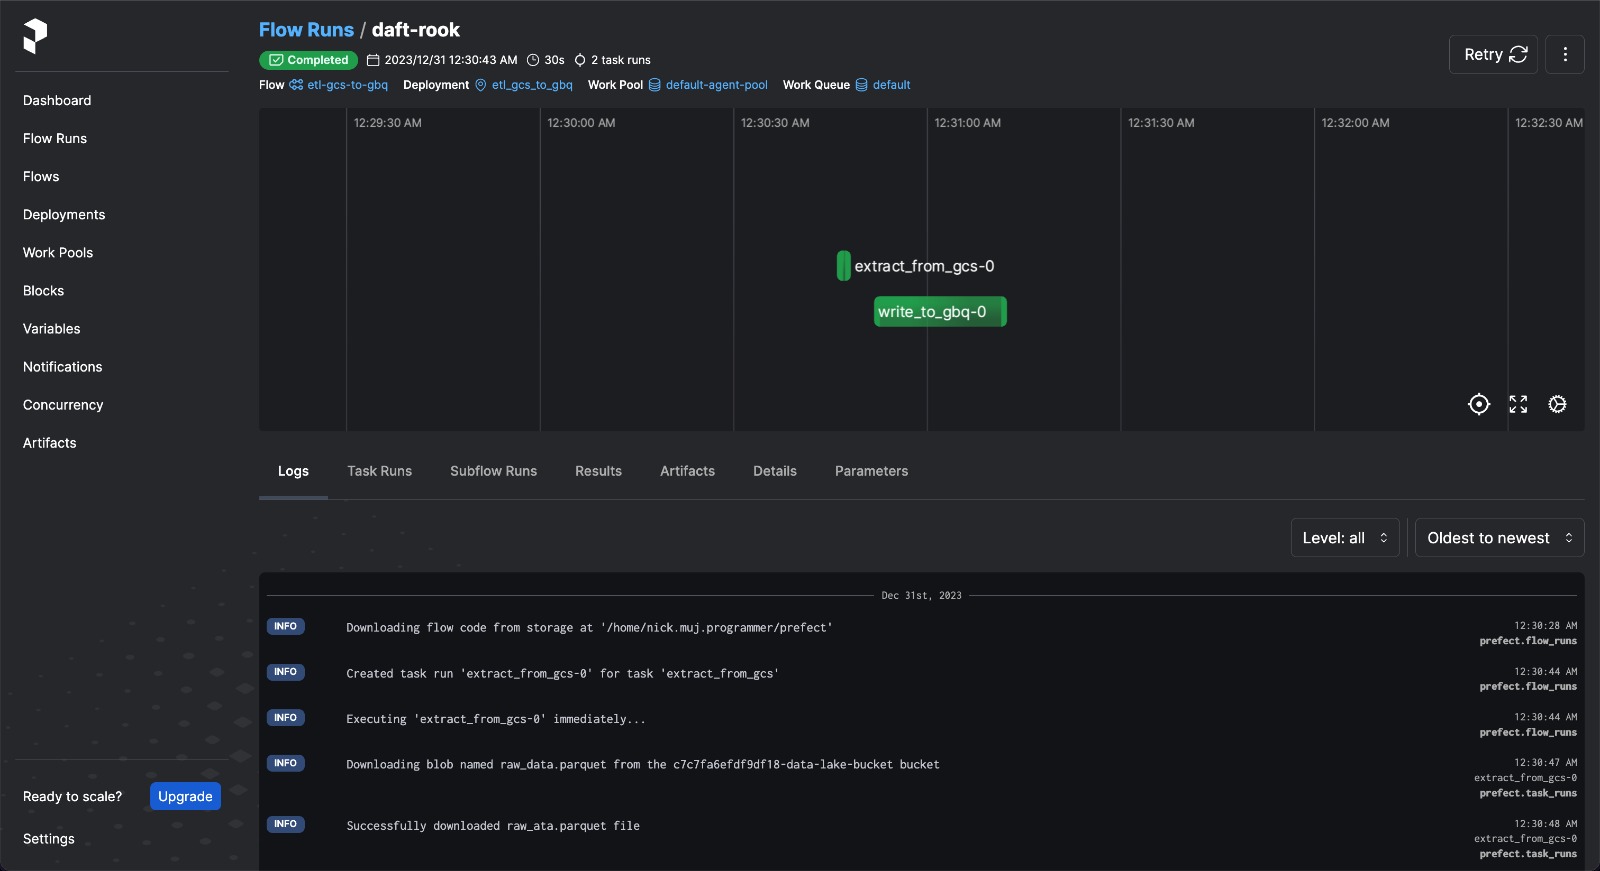 Flow Runs / daft-rook
Completed 2023/12/31 12:30:43 AM 30s 2 task runs
Flow etl-gcs-to-gbq Deployment etl_gcs_to_gbq Work Pool default-agent-pool Work Queue default
Retry
Dashboard
Flow Runs
Flows
Deployments
Work Pools
Blocks
Variables
Notifications
Concurrency
Artifacts
Ready to scale? Upgrade
Settings
12:29:30 AM 12:30:00 AM 12:30:30 AM 12:31:00 AM 12:31:30 AM 12:32:00 AM 12:32:30 AM
extract_from_gcs-0
write_to_gbq-0
Logs Task Runs Subflow Runs Results Artifacts Details Parameters
Level: all Oldest to newest
Dec 31st, 2023
INFO Downloading flow code from storage at '/home/nick.muj.programmer/prefect' 12:30:28 AM
prefect.flow_runs
INFO Created task run 'extract_from_gcs-0' for task 'extract_from_gcs' 12:30:44 AM
prefect.flow_runs
INFO Executing 'extract_from_gcs-0' immediately... 12:30:44 AM
prefect.flow_runs
INFO Downloading blob named raw_data.parquet from the c7c7fa6efdf9df18-data-lake-bucket bucket 12:30:47 AM
extract_from_gcs-0
prefect.task_runs
INFO Successfully downloaded raw_ata.parquet file 12:30:48 AM
extract_from_gcs-0
prefect.task_runs